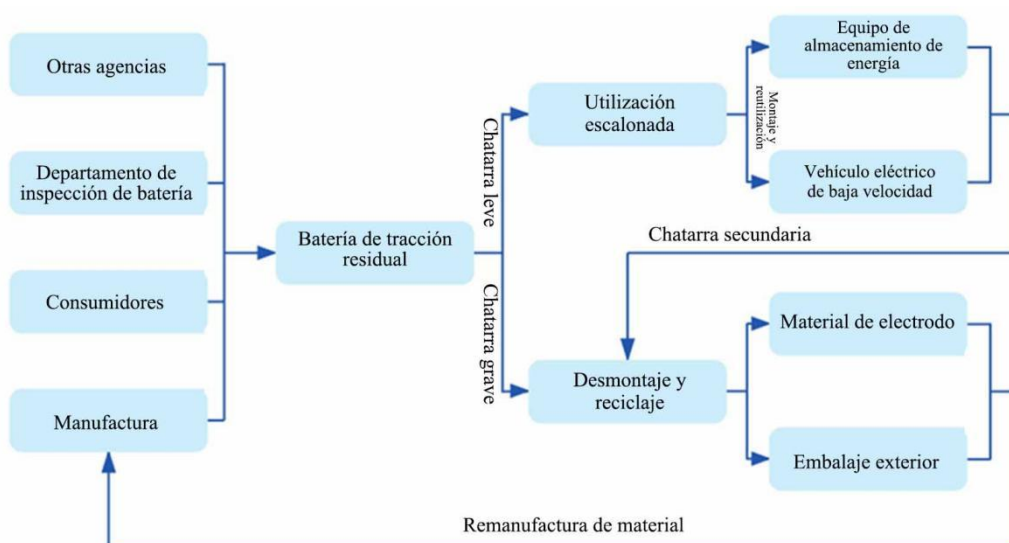 Otras agencias
Departamento de
inspección de batería
Consumidores
Manufactura
Batería de tracción
residual
Chatarra leve
Chatarra grave
Utilización
escalonada
Montaje y
reutilización
Equipo de
almacenamiento de
energía
Vehículo eléctrico
de baja velocidad
Chatarra secundaria
Desmontaje y
reciclaje
Material de electrodo
Embalaje exterior
Remanufactura de material